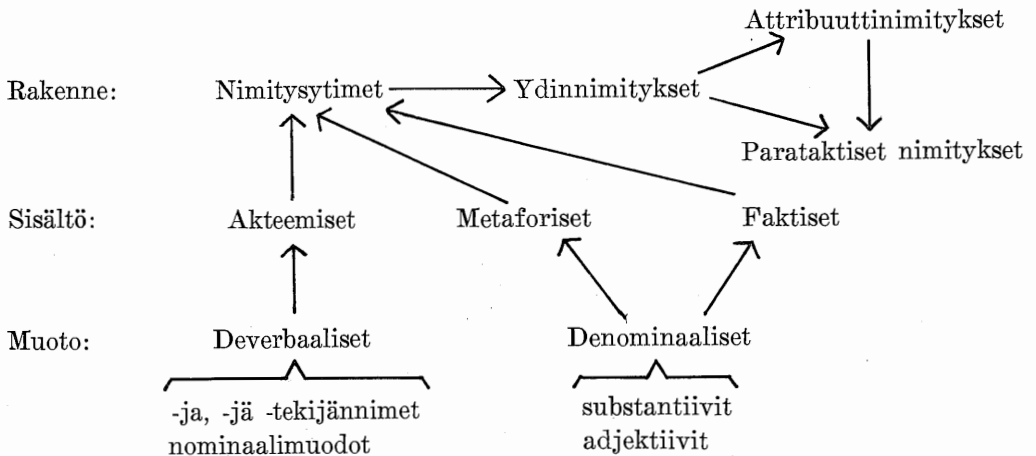 Attribuuttinimitykset
Rakenne: Nimitysytimet Ydinnimitykset
Parataktiset nimitykset
Sisältö: Akteemiset Metaforiset Faktiset
Muoto: Deverbaaliset Denominaaliset
-ja, -jä -tekijännimet substantiivit
nominaalimuodot adjektiivit